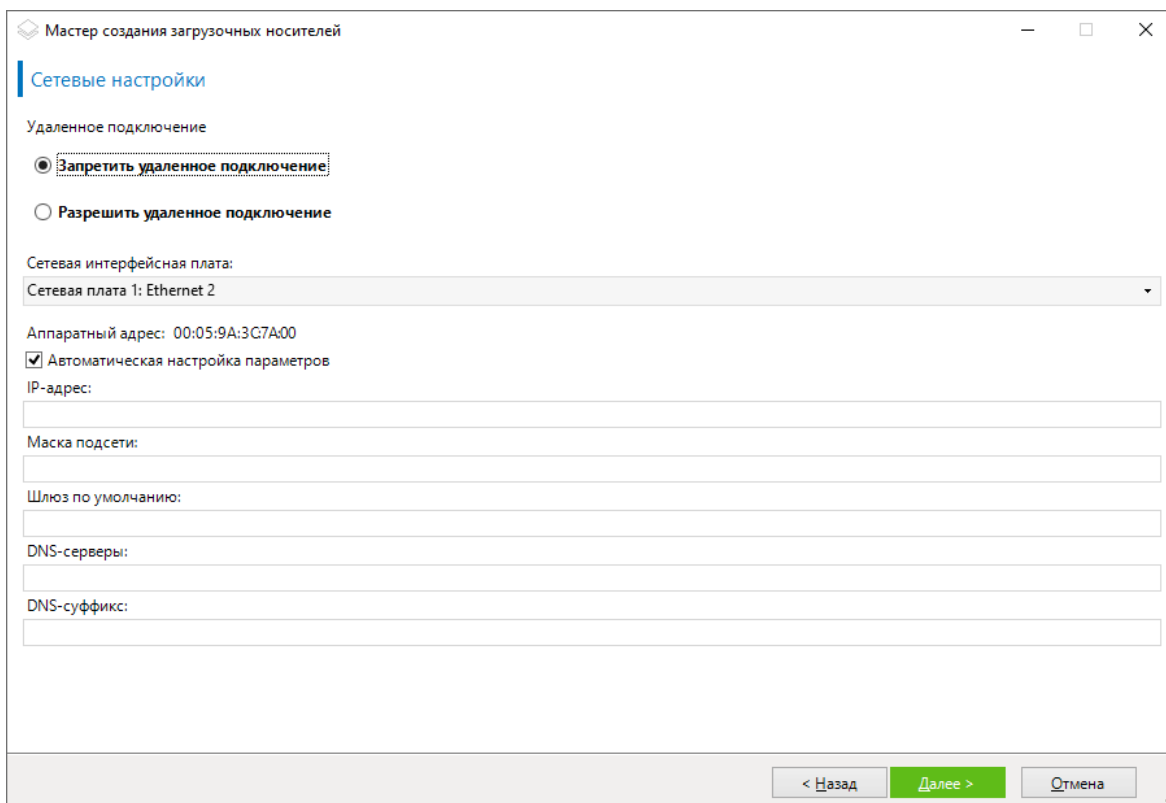 Мастер создания загрузочных носителей
Сетевые настройки
Удаленное подключение
Запретить удаленное подключение
Разрешить удаленное подключение
Сетевая интерфейсная плата:
Сетевая плата 1: Ethernet 2
Аппаратный адрес: 00:05:9A:3C:7A:00
Автоматическая настройка параметров
IP-адрес:
Маска подсети:
Шлюз по умолчанию:
DNS-серверы:
DNS-суффикс:
< Назад Далее > Отмена